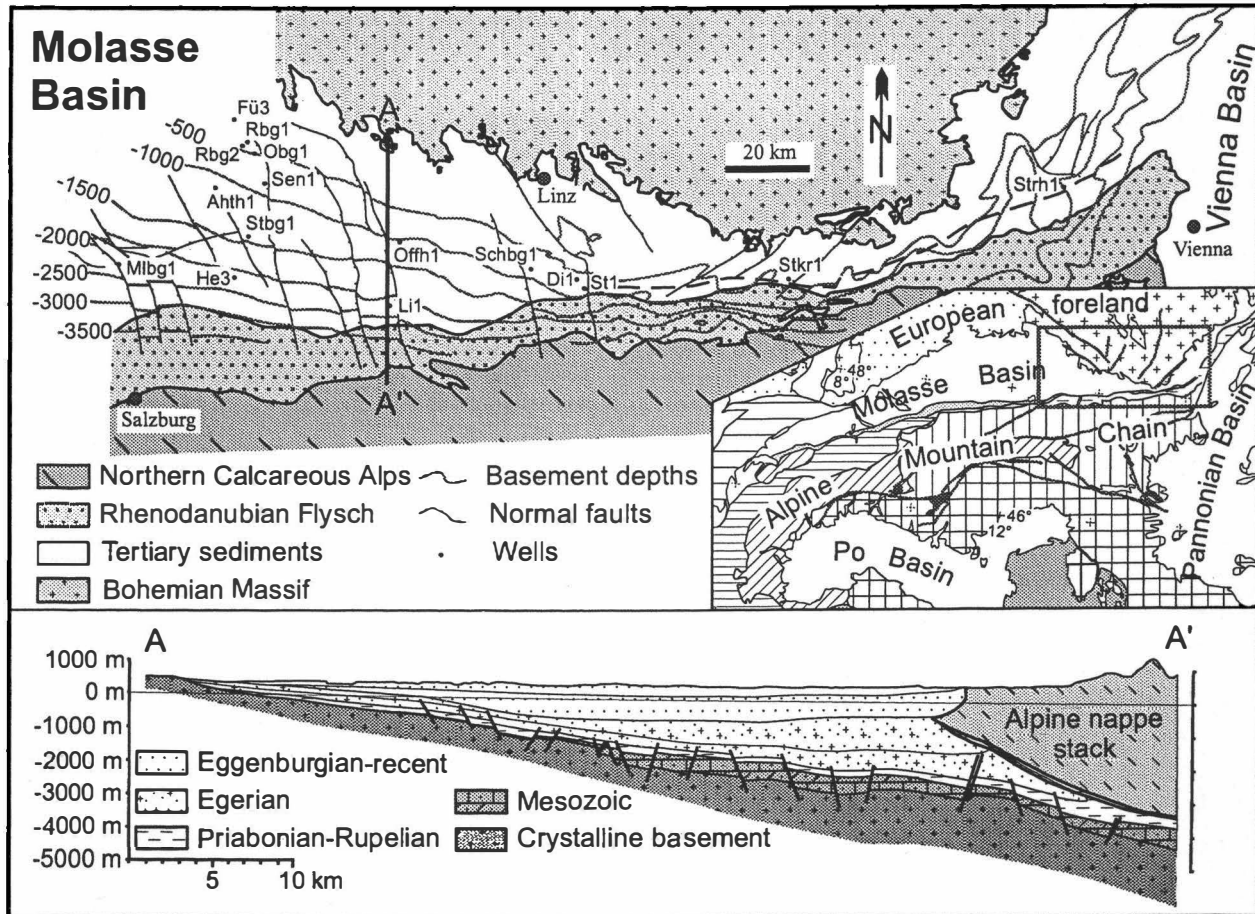 Molasse
Basin
Fü3
Rbg1
Rbg2
Obg1
Sen1
Ahth1
Stbg1
Mlbg1
He3
Offh1
Li1
Schbg1
Di1
St1
Stkr1
Strh1
-500
-1000
-1500
-2000
-2500
-3000
-3500
A
A'
Linz
20 km
N
Salzburg
Vienna
Vienna Basin
Northern Calcareous Alps
Rhenodanubian Flysch
Tertiary sediments
Bohemian Massif
Basement depths
Normal faults
Wells
European foreland
48°
8°
Molasse Basin
Alpine Mountain Chain
46°
12°
Po Basin
Pannonian Basin
A
A'
1000 m
0 m
-1000 m
-2000 m
-3000 m
-4000 m
-5000 m
Alpine nappe
stack
Eggenburgian-recent
Egerian
Priabonian-Rupelian
Mesozoic
Crystalline basement
5 10 km